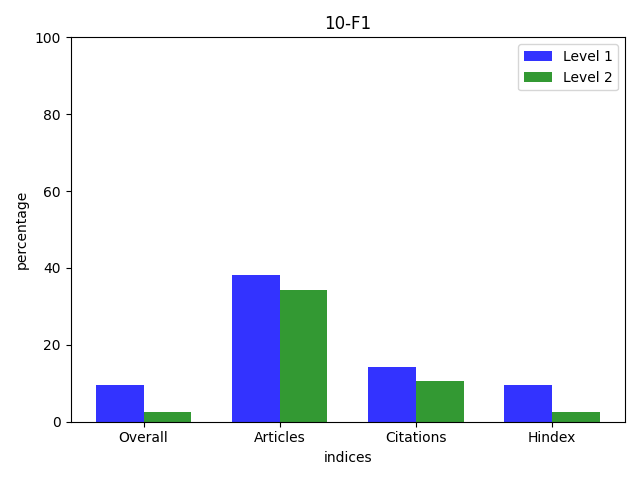 10-F1
100
80
60
40
20
0
percentage
Level 1
Level 2
Overall Articles Citations Hindex
indices